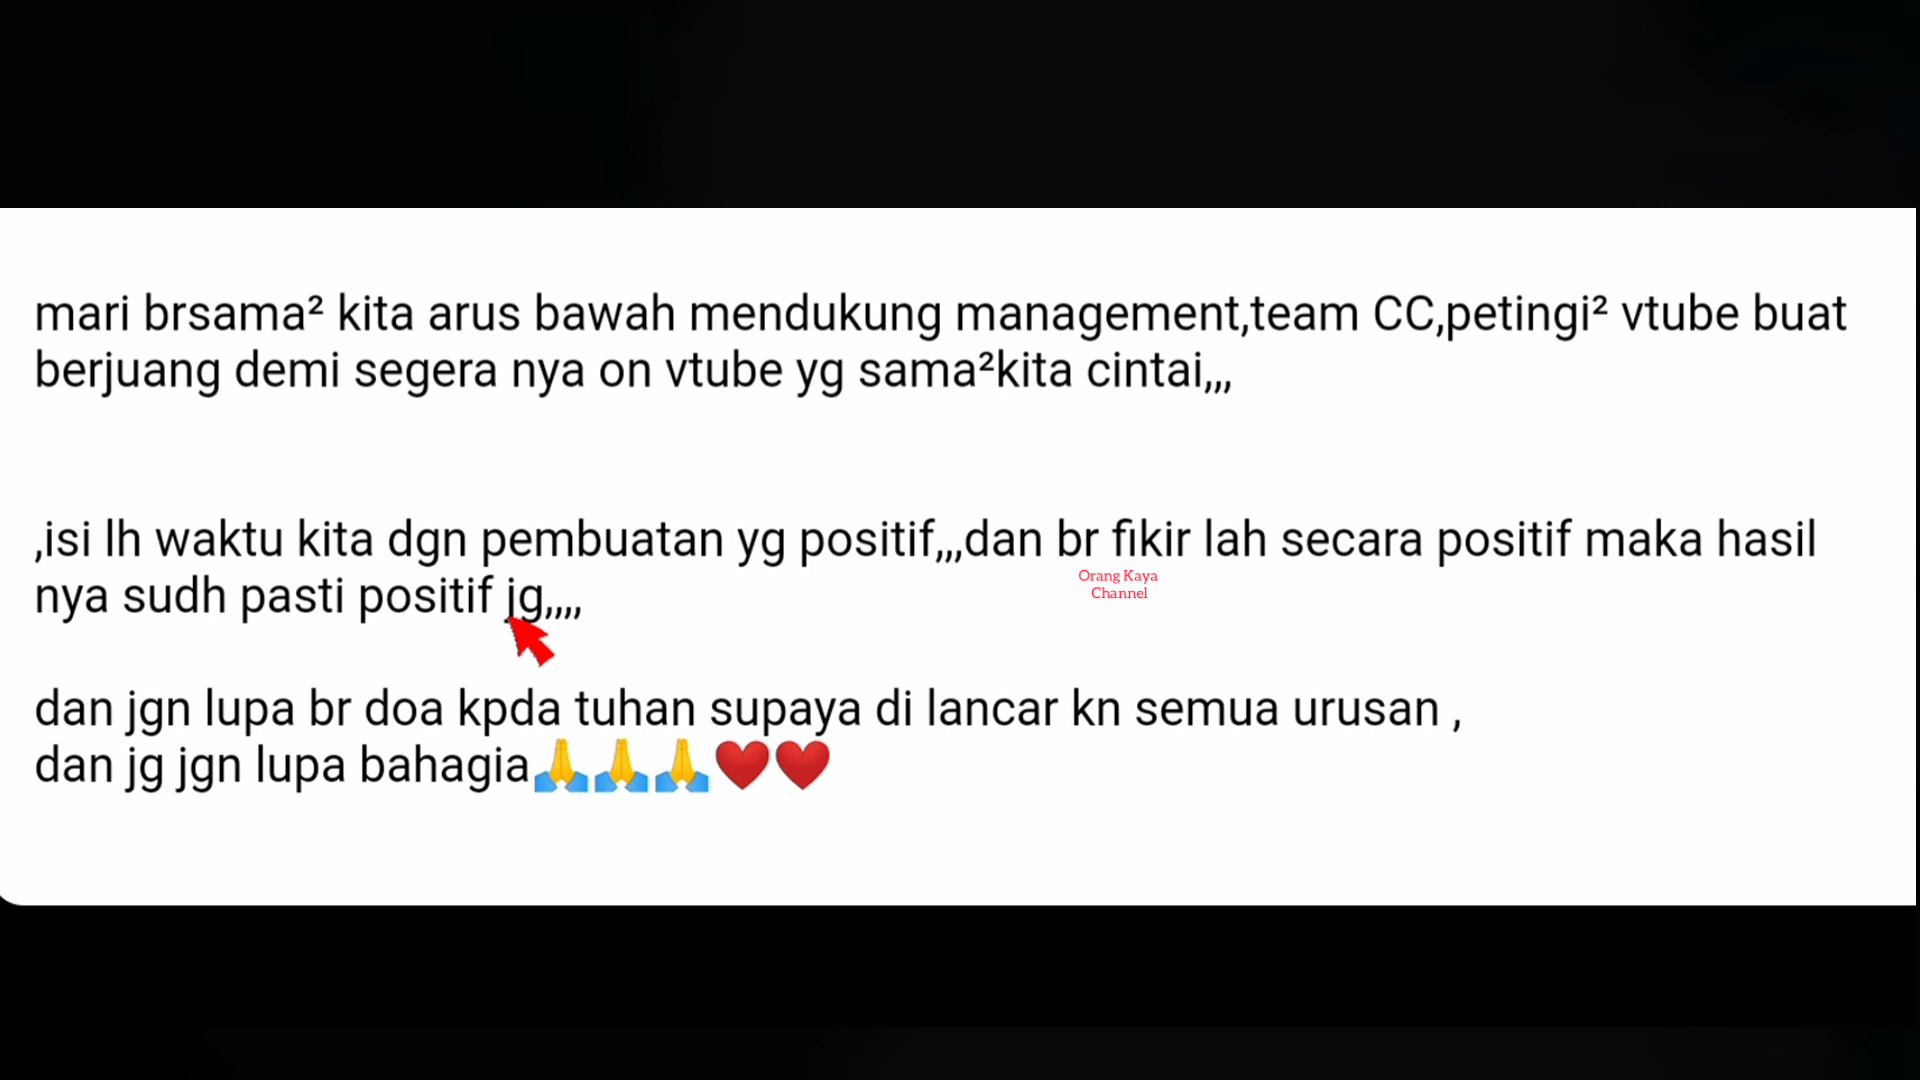 mari brsama² kita arus bawah mendukung management,team CC,petingi² vtube buat
berjuang demi segera nya on vtube yg sama²kita cintai,,,
,isi lh waktu kita dgn pembuatan yg positif,,,dan br fikir lah secara positif maka hasil
nya sudh pasti positif jg,,,,
Orang Kaya
Channel
dan jgn lupa br doa kpda tuhan supaya di lancar kn semua urusan ,
dan jg jgn lupa bahagia🙏🙏🙏❤️❤️